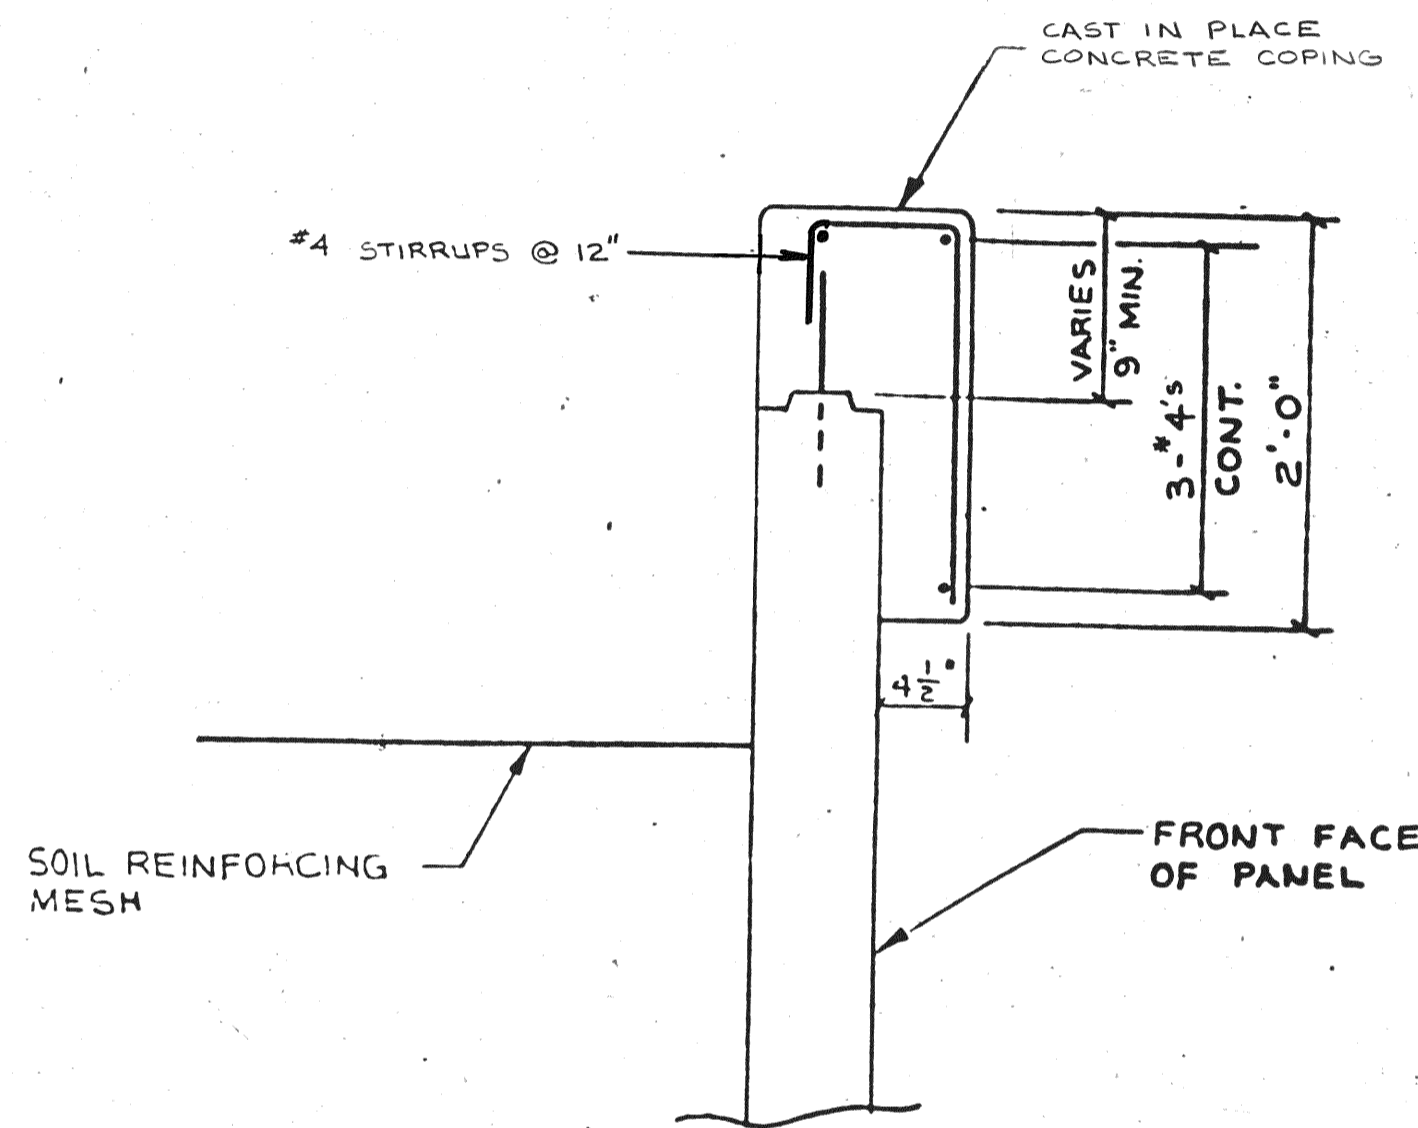 CAST IN PLACE
CONCRETE COPING
#4 STIRRUPS @ 12"
VARIES
9" MIN.
3-#4's
CONT.
2'-0"
4 1/2"
SOIL REINFORCING
MESH
FRONT FACE
OF PANEL